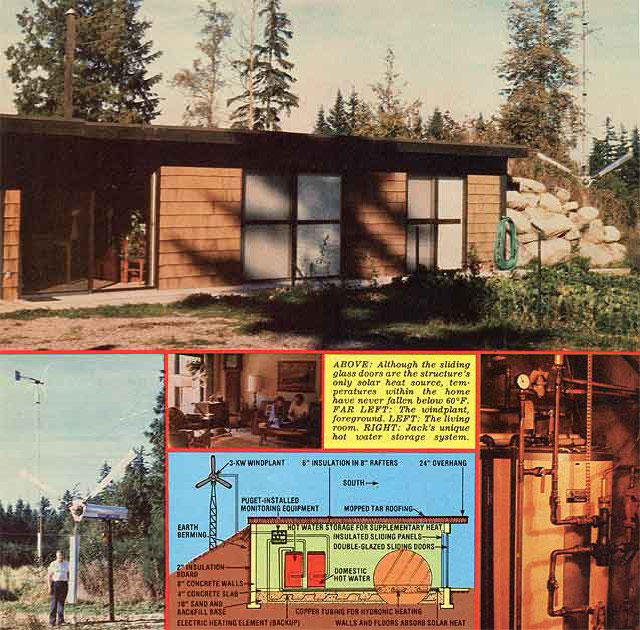 ABOVE: Although the sliding
glass doors are the structure's
only solar heat source, tem-
peratures within the home
have never fallen below 60°F.
FAR LEFT: The windplant,
foreground. LEFT: The living
room. RIGHT: Jack's unique
hot water storage system.
3-KW WINDPLANT
6" INSULATION IN 8" RAFTERS
24" OVERHANG
SOUTH
PUGET-INSTALLED
MONITORING EQUIPMENT
MOPPED TAR ROOFING
EARTH
BERMING
HOT WATER STORAGE FOR SUPPLEMENTARY HEAT
INSULATED SLIDING PANELS
DOUBLE-GLAZED SLIDING DOORS
2" INSULATION
BOARD
8" CONCRETE WALLS
4" CONCRETE SLAB
18" SAND AND
BACKFILL BASE
DOMESTIC
HOT WATER
COPPER TUBING FOR HYDRONIC HEATING
ELECTRIC HEATING ELEMENT (BACKUP)
WALLS AND FLOORS ABSORB SOLAR HEAT